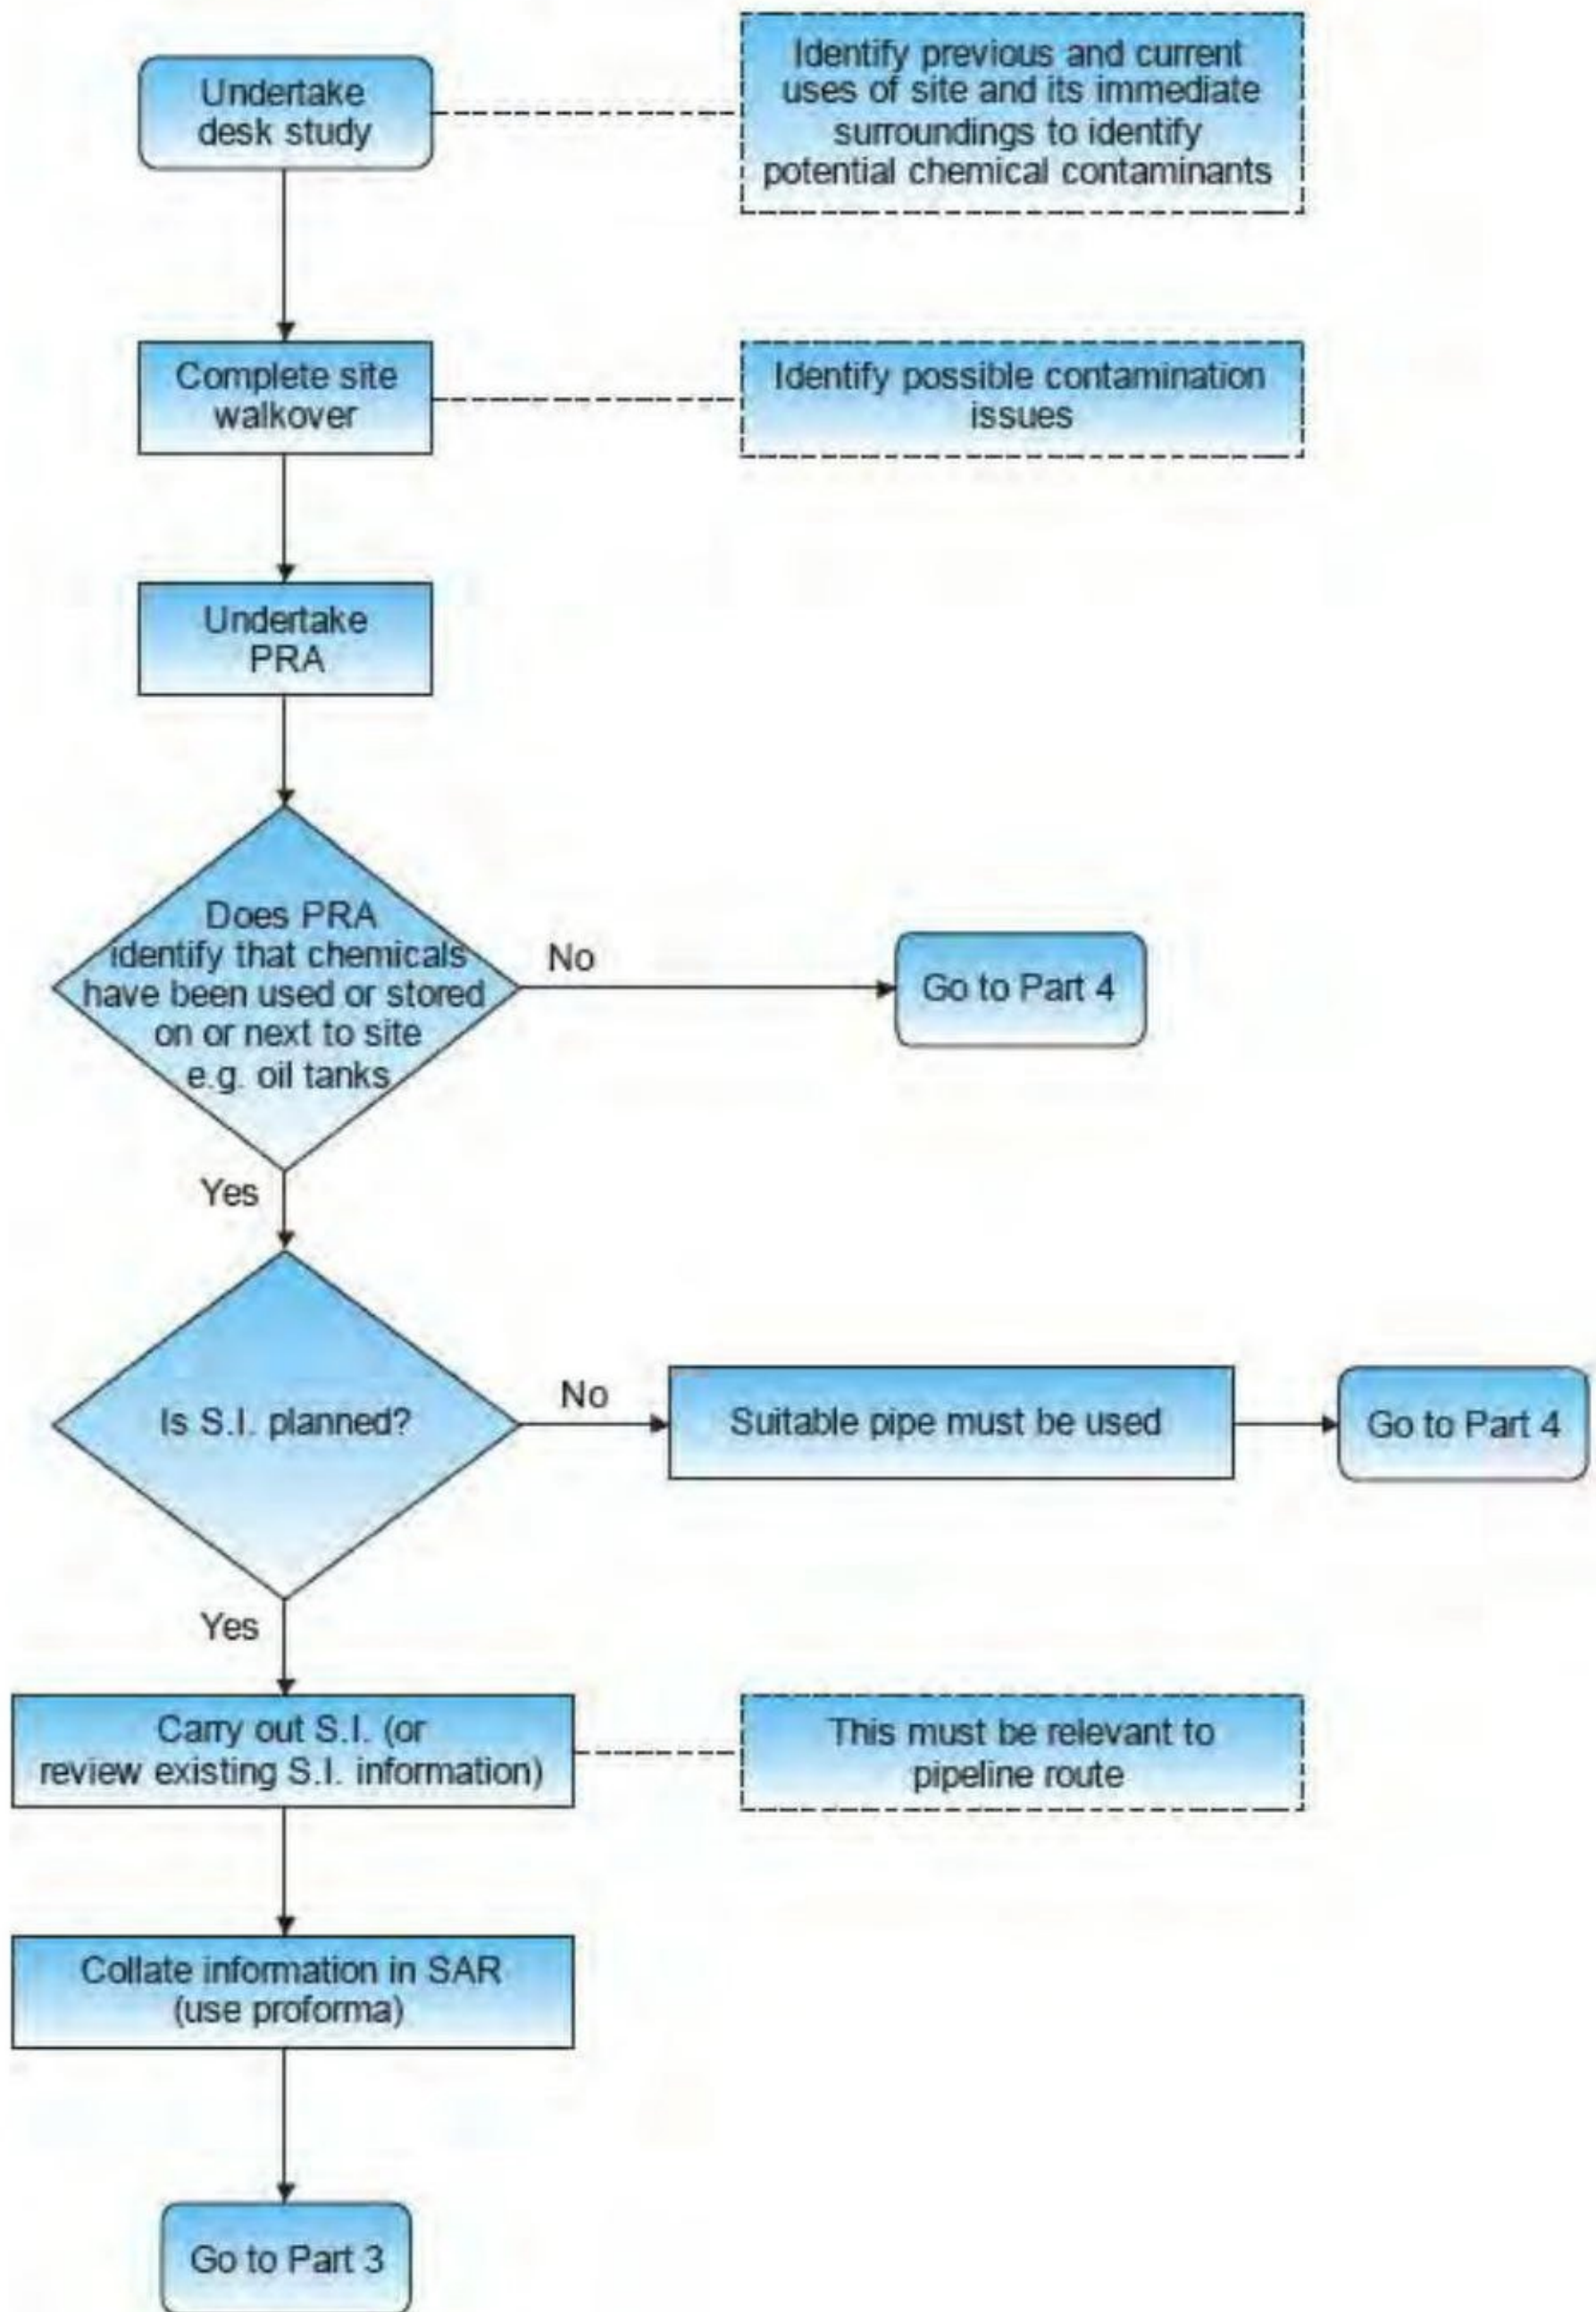 Undertake
desk study
Identify previous and current
uses of site and its immediate
surroundings to identify
potential chemical contaminants
Complete site
walkover
Identify possible contamination
issues
Undertake
PRA
Does PRA
identify that chemicals
have been used or stored
on or next to site
e.g. oil tanks
No
Go to Part 4
Yes
Is S.I. planned?
No
Suitable pipe must be used
Go to Part 4
Yes
Carry out S.I. (or
review existing S.I. information)
This must be relevant to
pipeline route
Collate information in SAR
(use proforma)
Go to Part 3